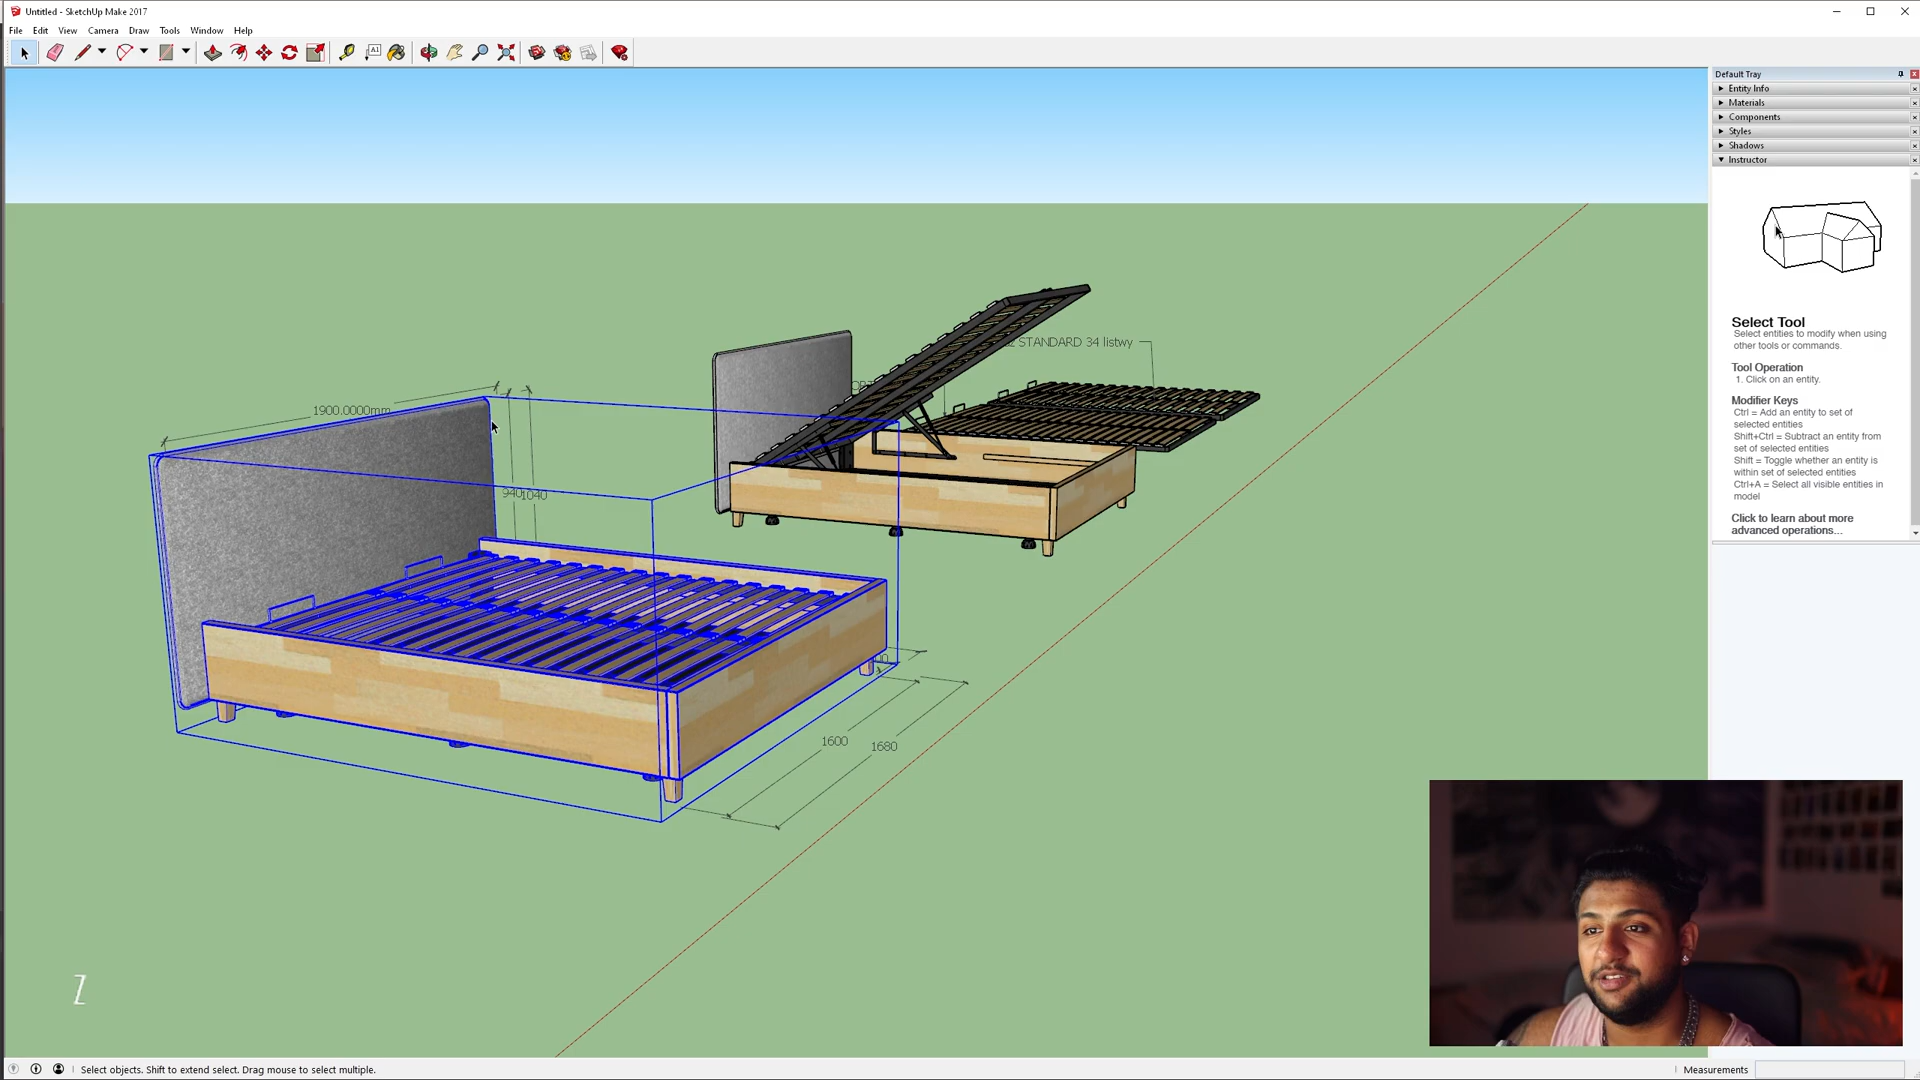 Untitled - SketchUp Make 2017
File Edit View Camera Draw Tools Window Help
Default Tray
Entity Info
Materials
Components
Styles
Shadows
Instructor
Select Tool
Select entities to modify when using
other tools or commands.
Tool Operation
1. Click on an entity.
Modifier Keys
Ctrl = Add an entity to set of
selected entities
Shift+Ctrl = Subtract an entity from
set of selected entities
Shift = Toggle whether an entity is
within set of selected entities
Ctrl+A = Select all visible entities in
model
Click to learn about more
advanced operations...
STANDARD 34 listwy
1900.0000mm
940
1040
1600
1680
Z
Select objects. Shift to extend select. Drag mouse to select multiple.
Measurements